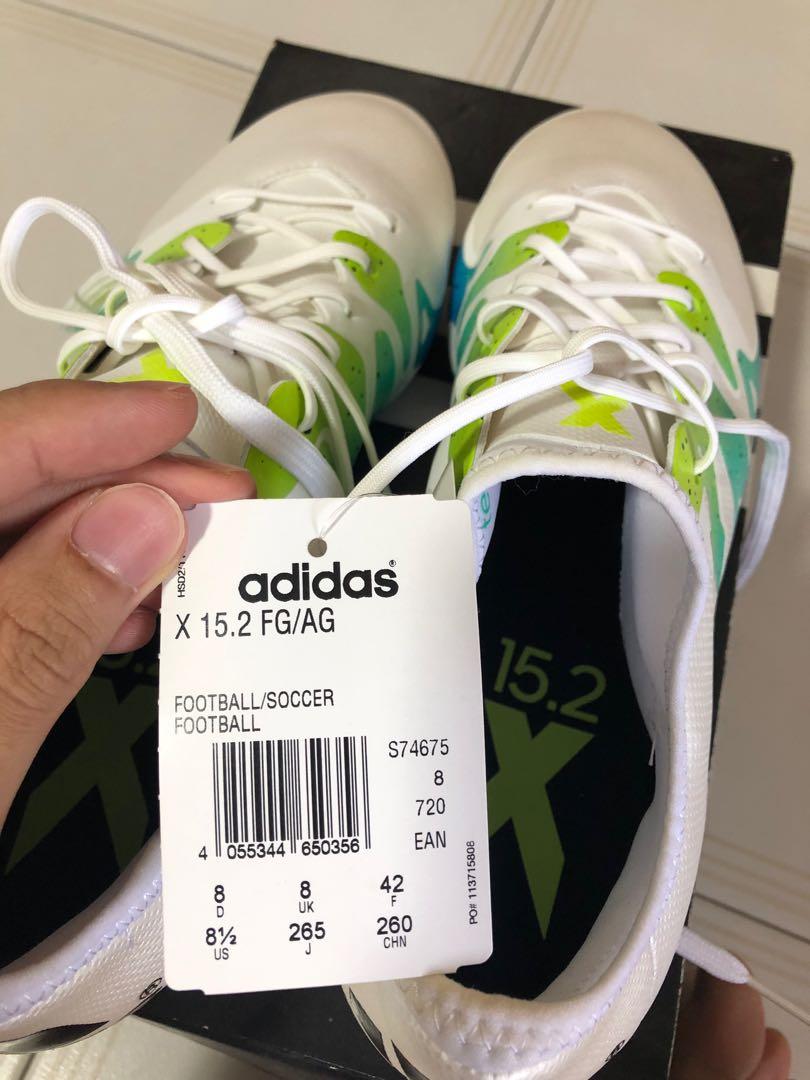 adidas®
X 15.2 FG/AG
FOOTBALL/SOCCER
FOOTBALL
S74675
8
720
EAN
4 055344 650356
8 8 42
D UK F
8½ 265 260
US J CHN
PO# 113715808
15.2
X